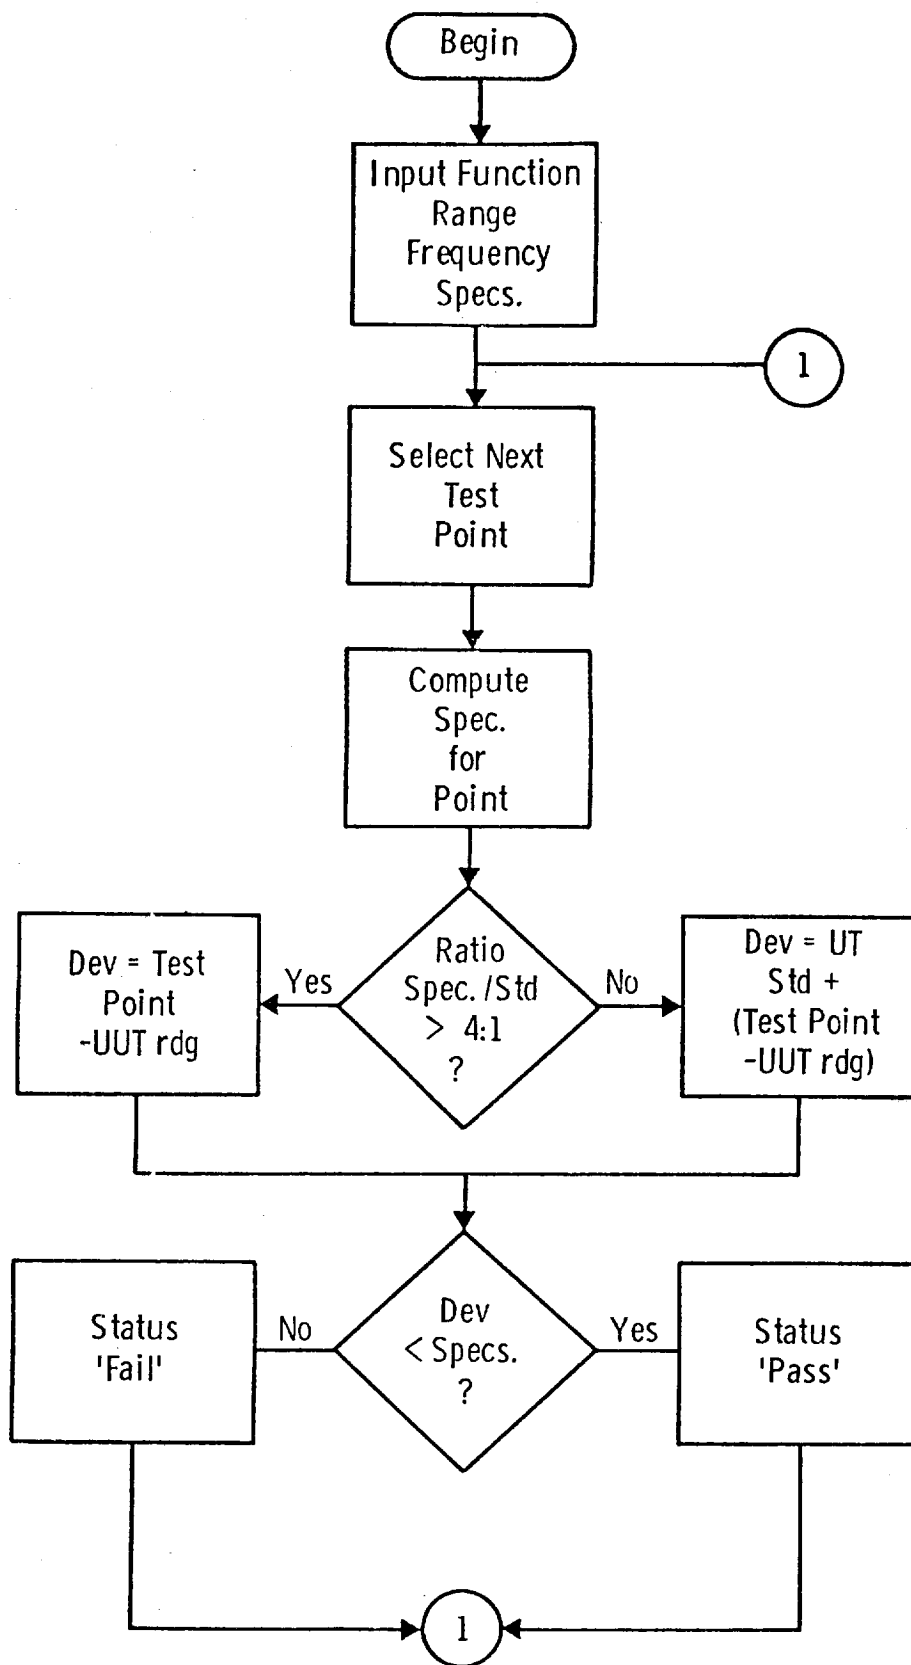 Begin
Input Function
Range
Frequency
Specs.
1
Select Next
Test
Point
Compute
Spec.
for
Point
Dev = Test
Point
-UUT rdg
Yes
Ratio
Spec./Std
> 4:1
?
No
Dev = UT
Std +
(Test Point
-UUT rdg)
Status
'Fail'
No
Dev
< Specs.
?
Yes
Status
'Pass'
1